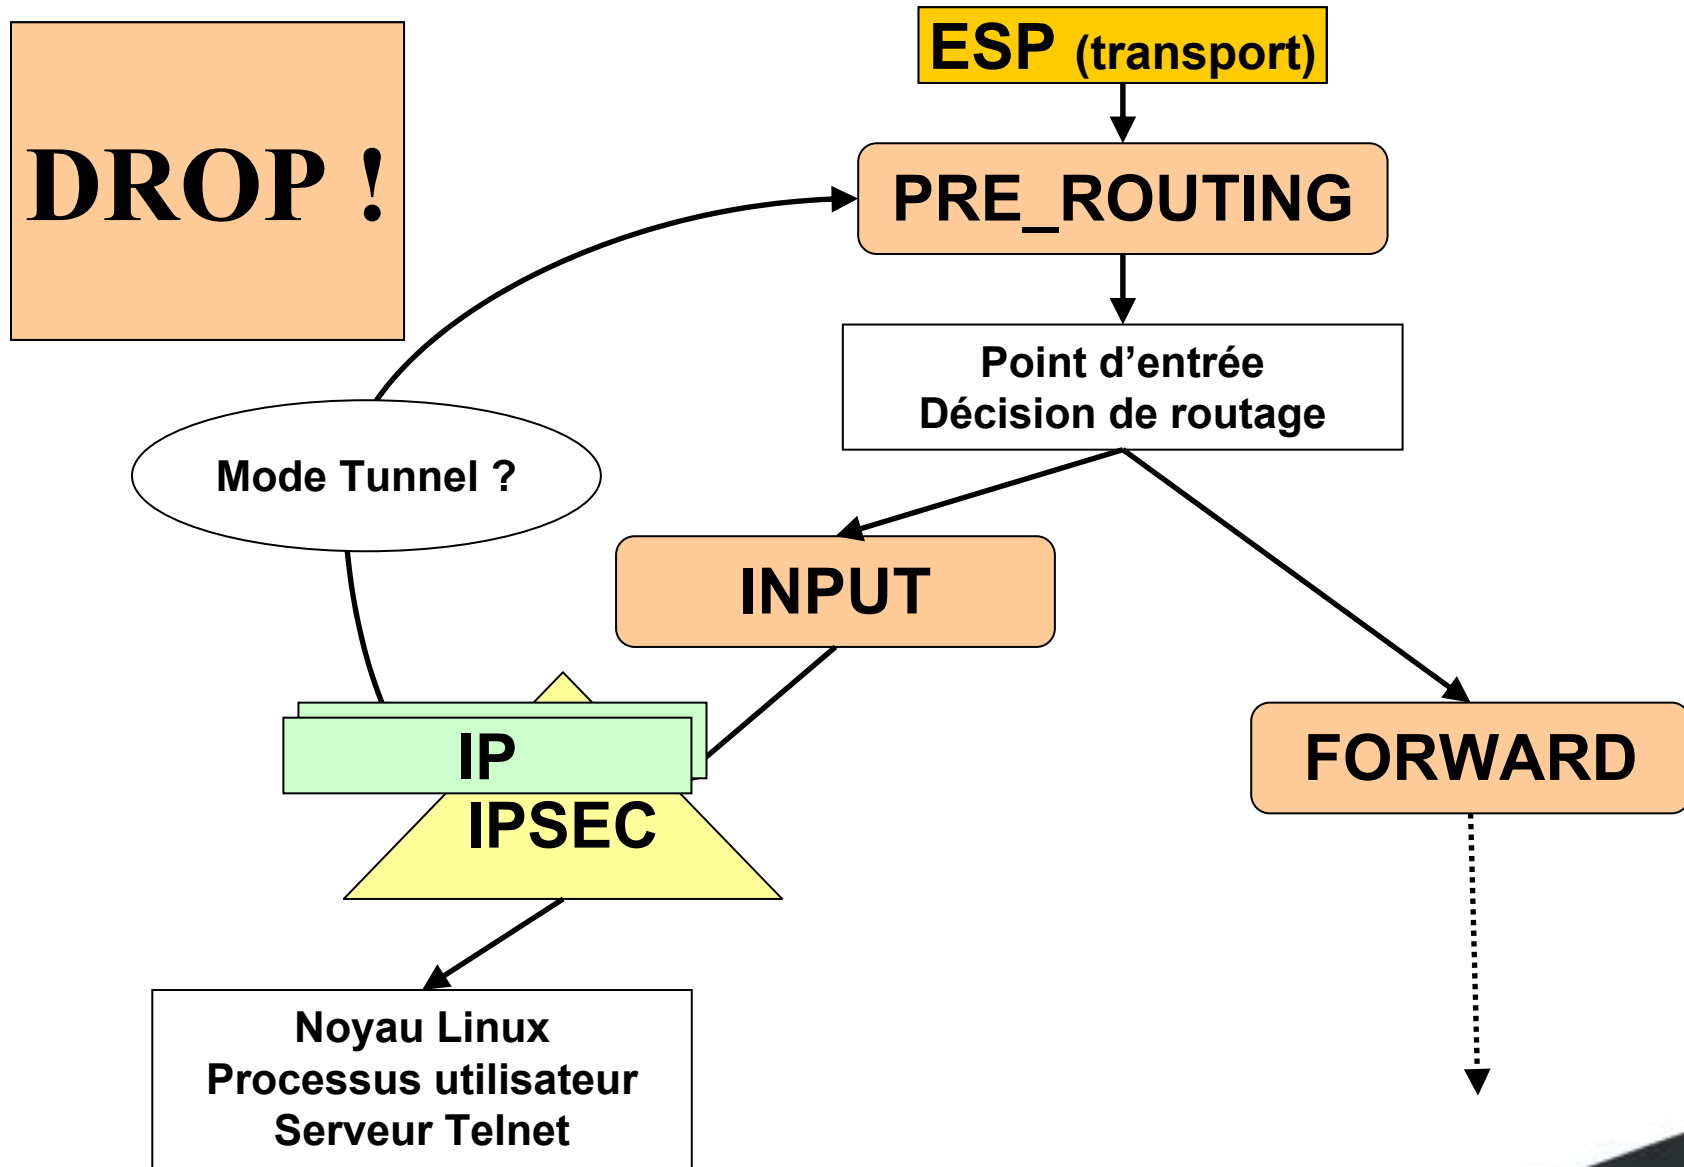 ESP (transport)
DROP !
PRE_ROUTING
Point d’entrée
Décision de routage
Mode Tunnel ?
INPUT
IP
FORWARD
IPSEC
Noyau Linux
Processus utilisateur
Serveur Telnet